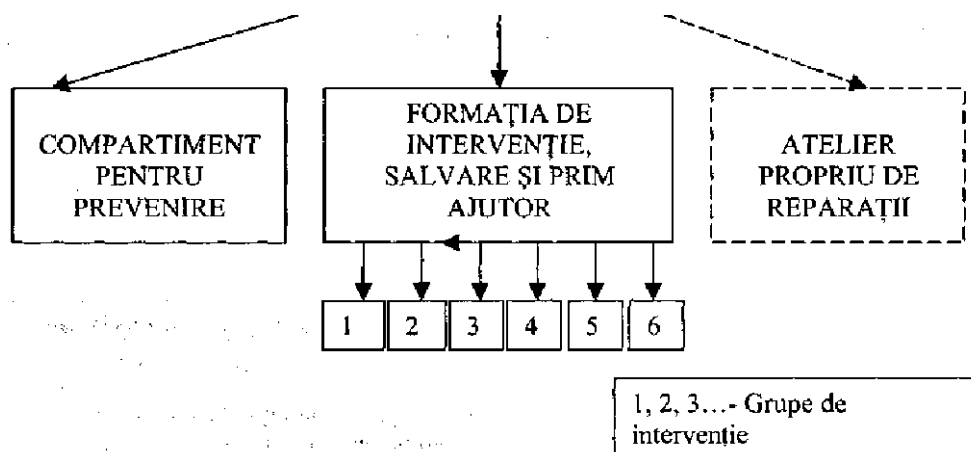 COMPARTIMENT
PENTRU
PREVENIRE
FORMAȚIA DE
INTERVENȚIE,
SALVARE ȘI PRIM
AJUTOR
ATELIER
PROPRIU DE
REPARAȚII
1 2 3 4 5 6
1, 2, 3...- Grupe de
intervenție